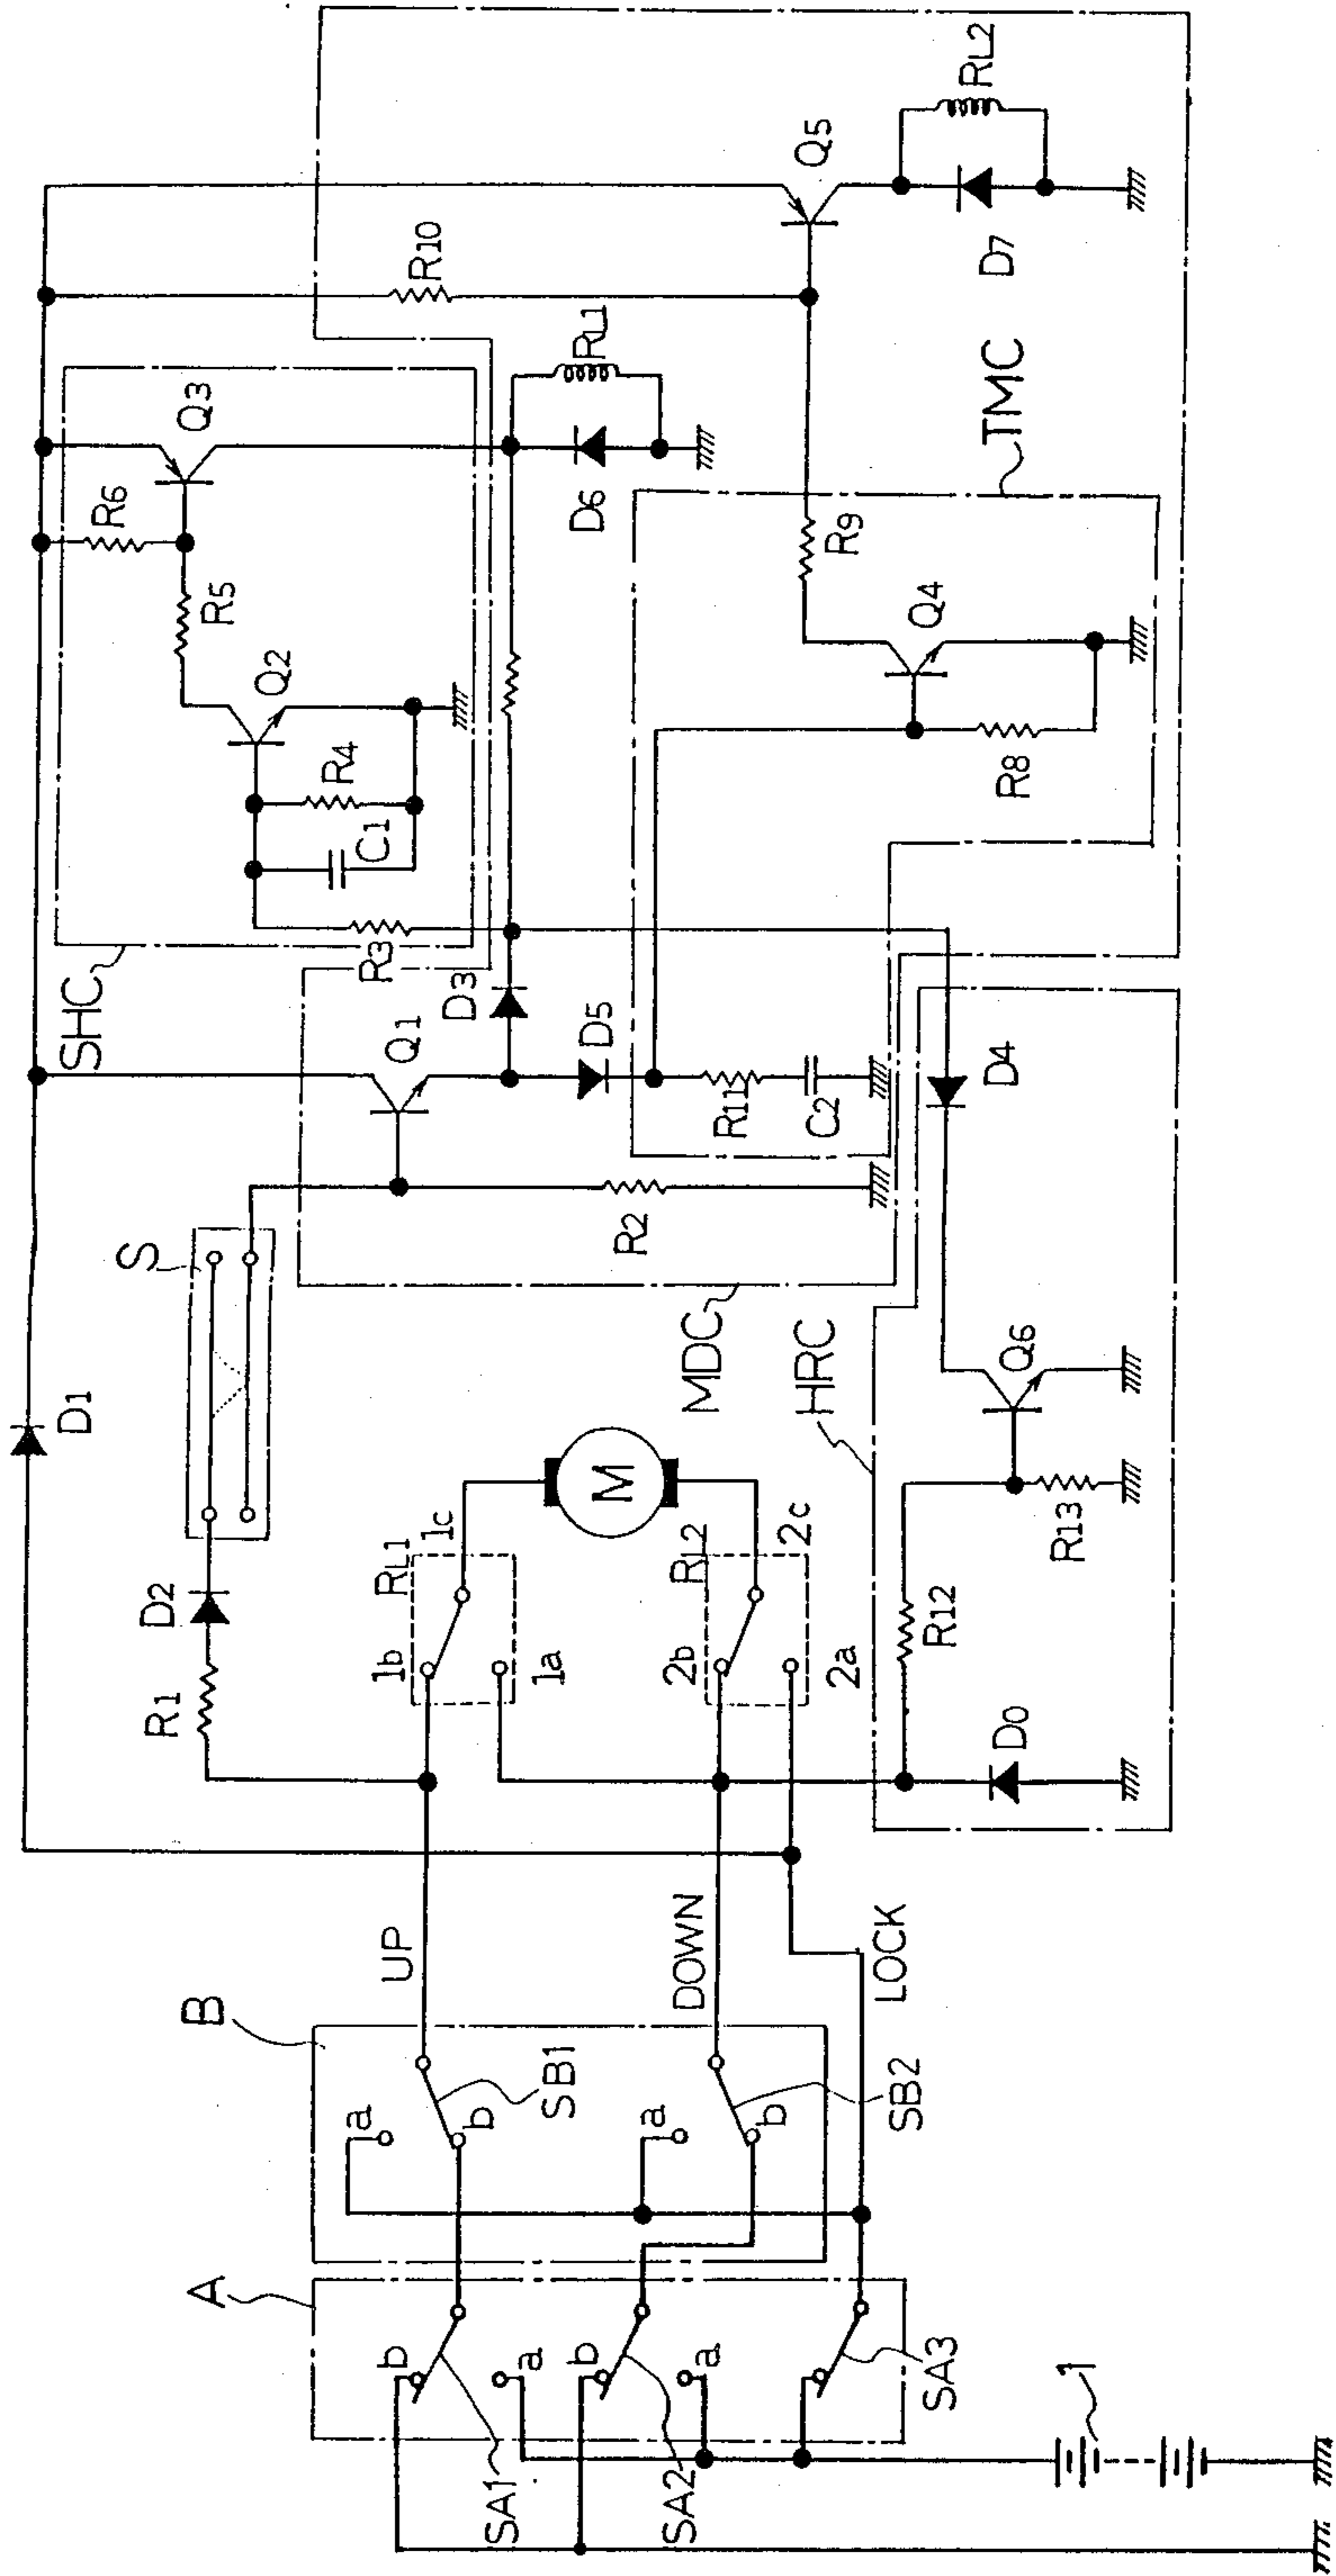 D1
SHC
R3
R4
C1
Q2
R5
R6
Q3
R10
Q5
RL2
D7
RL1
D6
TMC
R9
Q4
R8
D3
Q1
D5
R11
C2
D4
R2
S
MDC
HRC
Q6
R13
R12
D0
D2
R1
RL1
1b
1c
1a
M
RL2
2b
2c
2a
UP
DOWN
LOCK
B
a
b
SB1
a
b
SB2
A
b
a
SA1
b
a
SA2
SA3
1